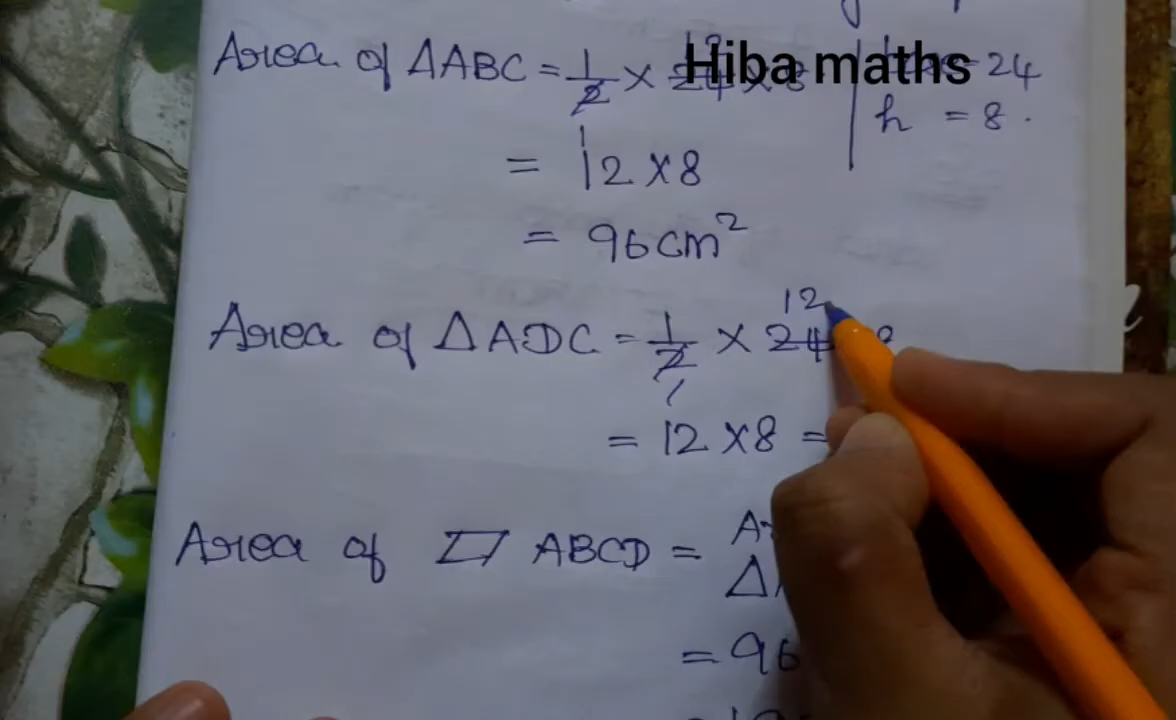 Area of ΔABC = 1/2 × 24 × 8
Hiba maths
= 24
h = 8.
= 12 × 8
= 96 cm²
12
Area of ΔADC = 1/2 × 24
1
= 12 × 8 =
Area of ▱ ABCD =
= 96